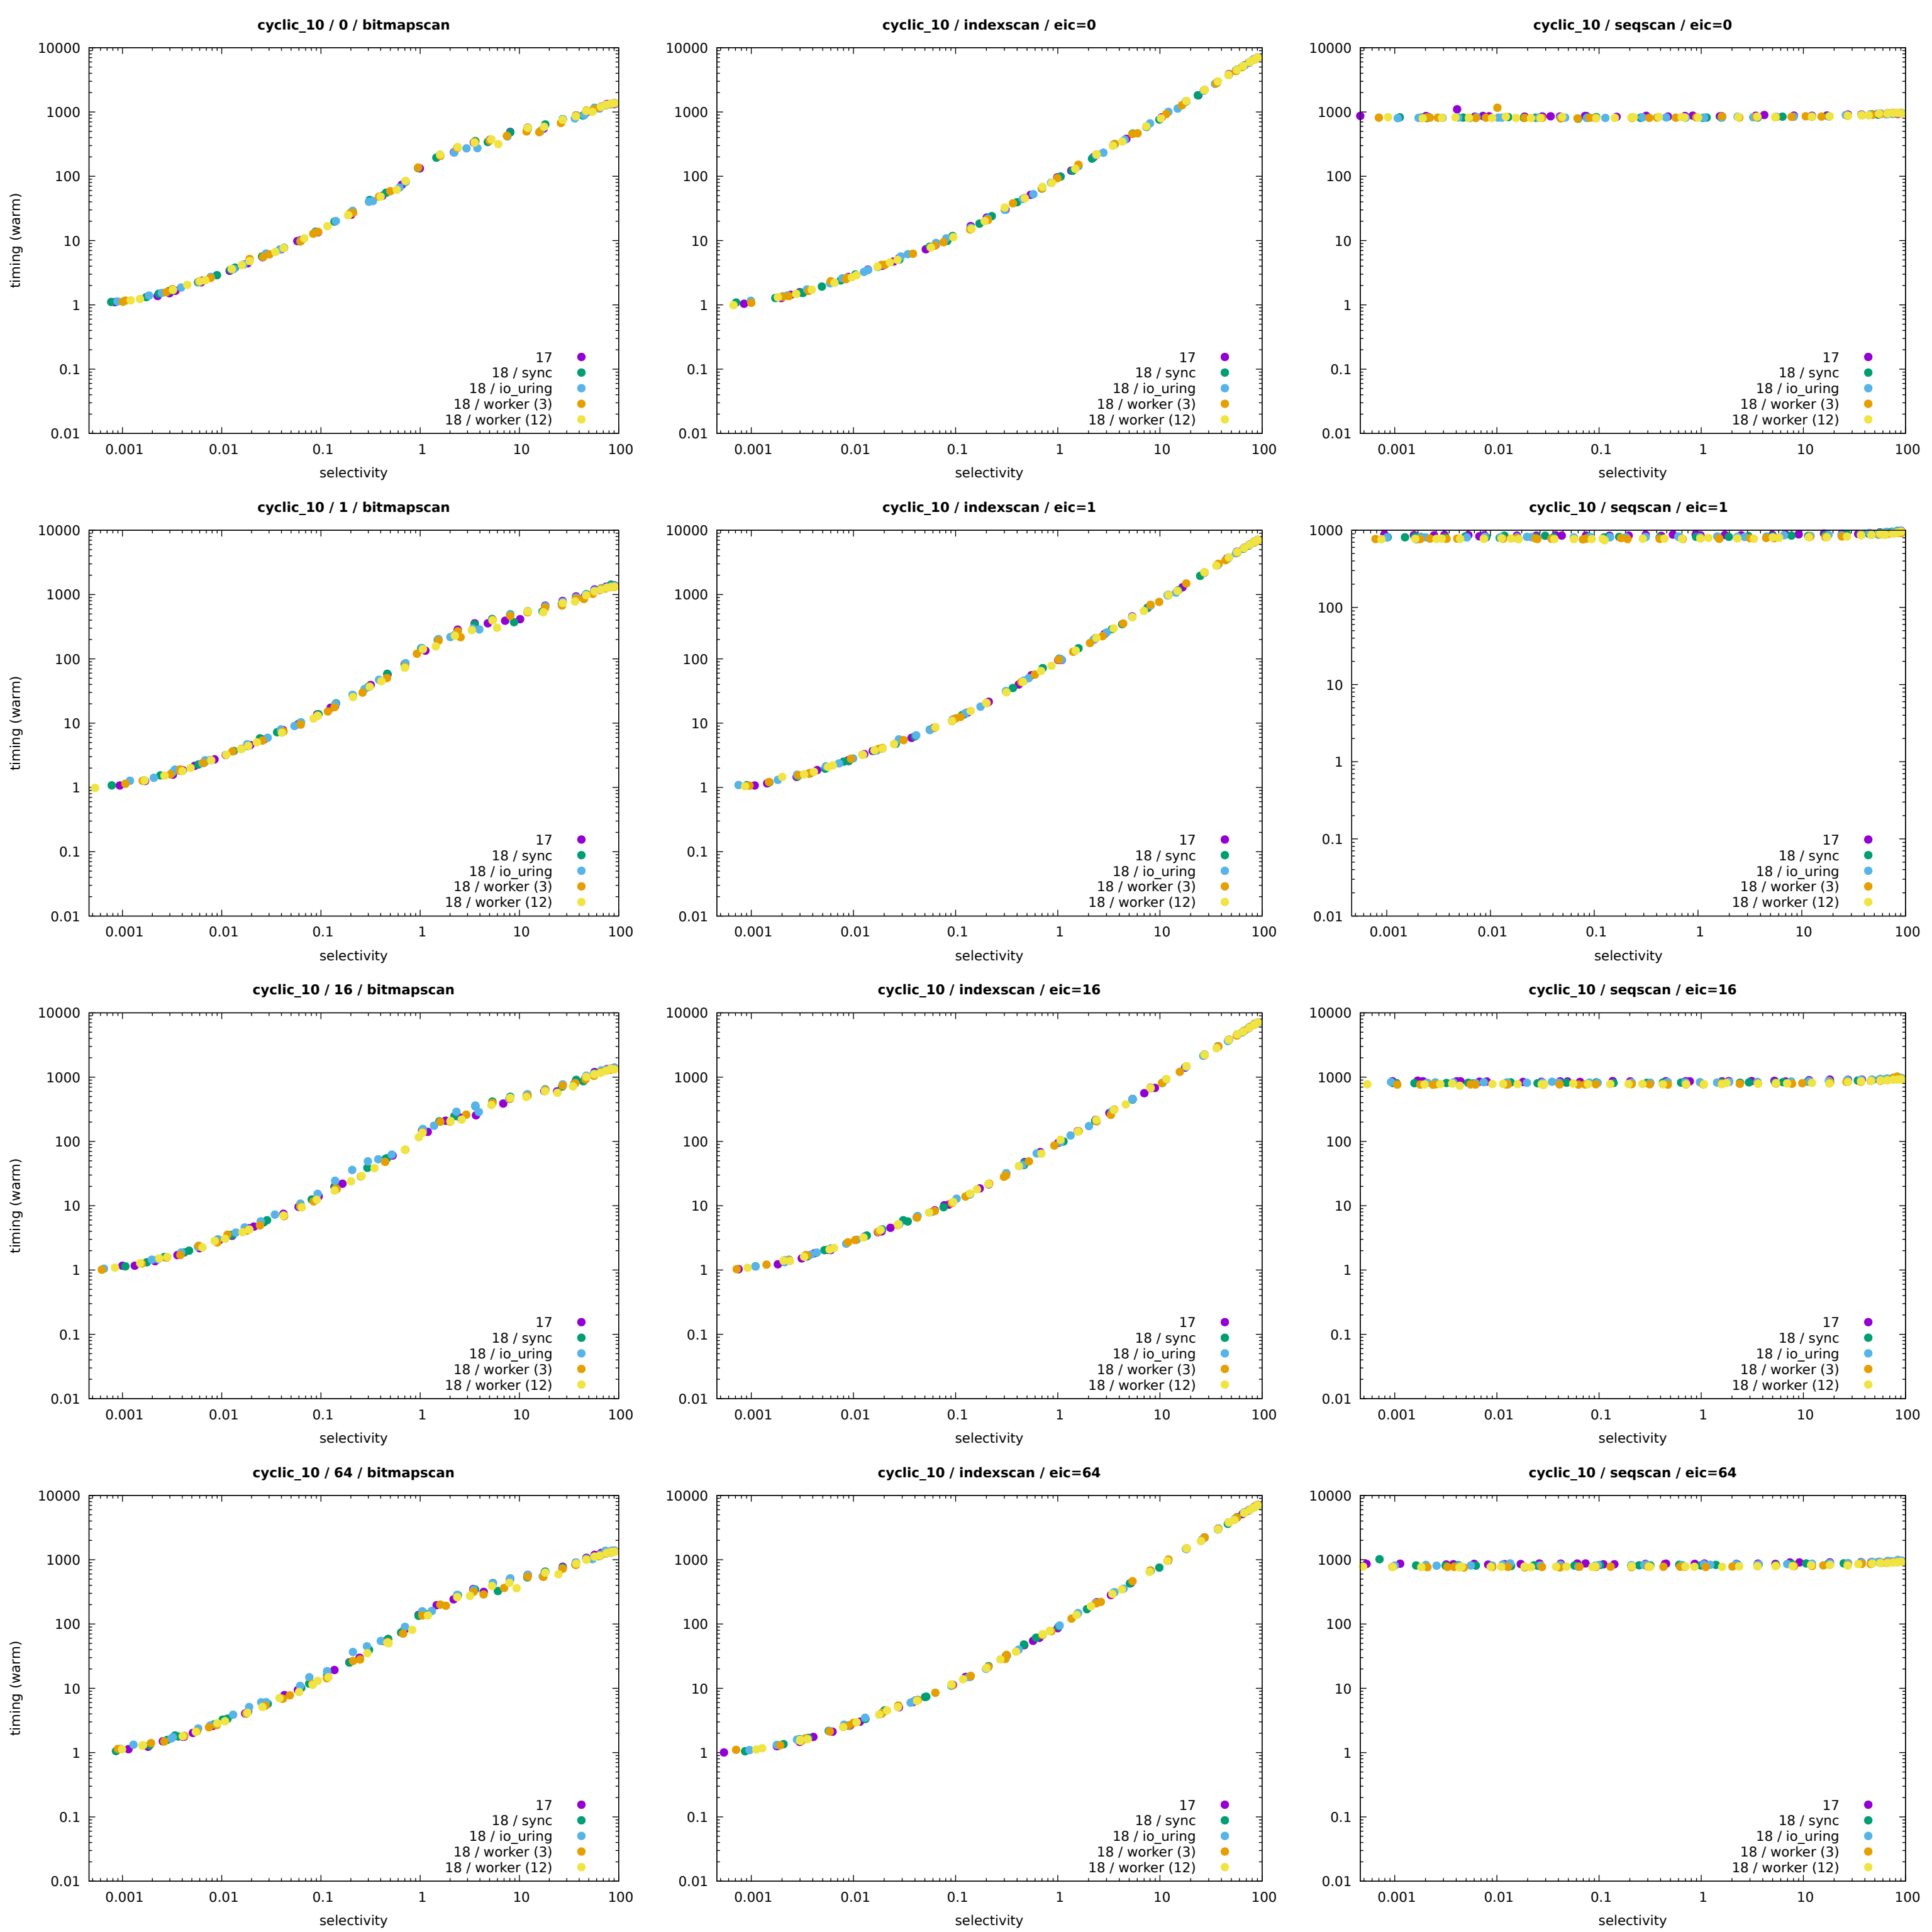 cyclic_10 / 0 / bitmapscan
timing (warm)
10000
1000
100
10
1
0.1
0.01
17
18 / sync
18 / io_uring
18 / worker (3)
18 / worker (12)
0.001 0.01 0.1 1 10 100
selectivity
cyclic_10 / indexscan / eic=0
10000
1000
100
10
1
0.1
0.01
17
18 / sync
18 / io_uring
18 / worker (3)
18 / worker (12)
0.001 0.01 0.1 1 10 100
selectivity
cyclic_10 / seqscan / eic=0
10000
1000
100
10
1
0.1
0.01
17
18 / sync
18 / io_uring
18 / worker (3)
18 / worker (12)
0.001 0.01 0.1 1 10 100
selectivity
cyclic_10 / 1 / bitmapscan
timing (warm)
10000
1000
100
10
1
0.1
0.01
17
18 / sync
18 / io_uring
18 / worker (3)
18 / worker (12)
0.001 0.01 0.1 1 10 100
selectivity
cyclic_10 / indexscan / eic=1
10000
1000
100
10
1
0.1
0.01
17
18 / sync
18 / io_uring
18 / worker (3)
18 / worker (12)
0.001 0.01 0.1 1 10 100
selectivity
cyclic_10 / seqscan / eic=1
1000
100
10
1
0.1
0.01
17
18 / sync
18 / io_uring
18 / worker (3)
18 / worker (12)
0.001 0.01 0.1 1 10 100
selectivity
cyclic_10 / 16 / bitmapscan
timing (warm)
10000
1000
100
10
1
0.1
0.01
17
18 / sync
18 / io_uring
18 / worker (3)
18 / worker (12)
0.001 0.01 0.1 1 10 100
selectivity
cyclic_10 / indexscan / eic=16
10000
1000
100
10
1
0.1
0.01
17
18 / sync
18 / io_uring
18 / worker (3)
18 / worker (12)
0.001 0.01 0.1 1 10 100
selectivity
cyclic_10 / seqscan / eic=16
10000
1000
100
10
1
0.1
0.01
17
18 / sync
18 / io_uring
18 / worker (3)
18 / worker (12)
0.001 0.01 0.1 1 10 100
selectivity
cyclic_10 / 64 / bitmapscan
timing (warm)
10000
1000
100
10
1
0.1
0.01
17
18 / sync
18 / io_uring
18 / worker (3)
18 / worker (12)
0.001 0.01 0.1 1 10 100
selectivity
cyclic_10 / indexscan / eic=64
10000
1000
100
10
1
0.1
0.01
17
18 / sync
18 / io_uring
18 / worker (3)
18 / worker (12)
0.001 0.01 0.1 1 10 100
selectivity
cyclic_10 / seqscan / eic=64
10000
1000
100
10
1
0.1
0.01
17
18 / sync
18 / io_uring
18 / worker (3)
18 / worker (12)
0.001 0.01 0.1 1 10 100
selectivity